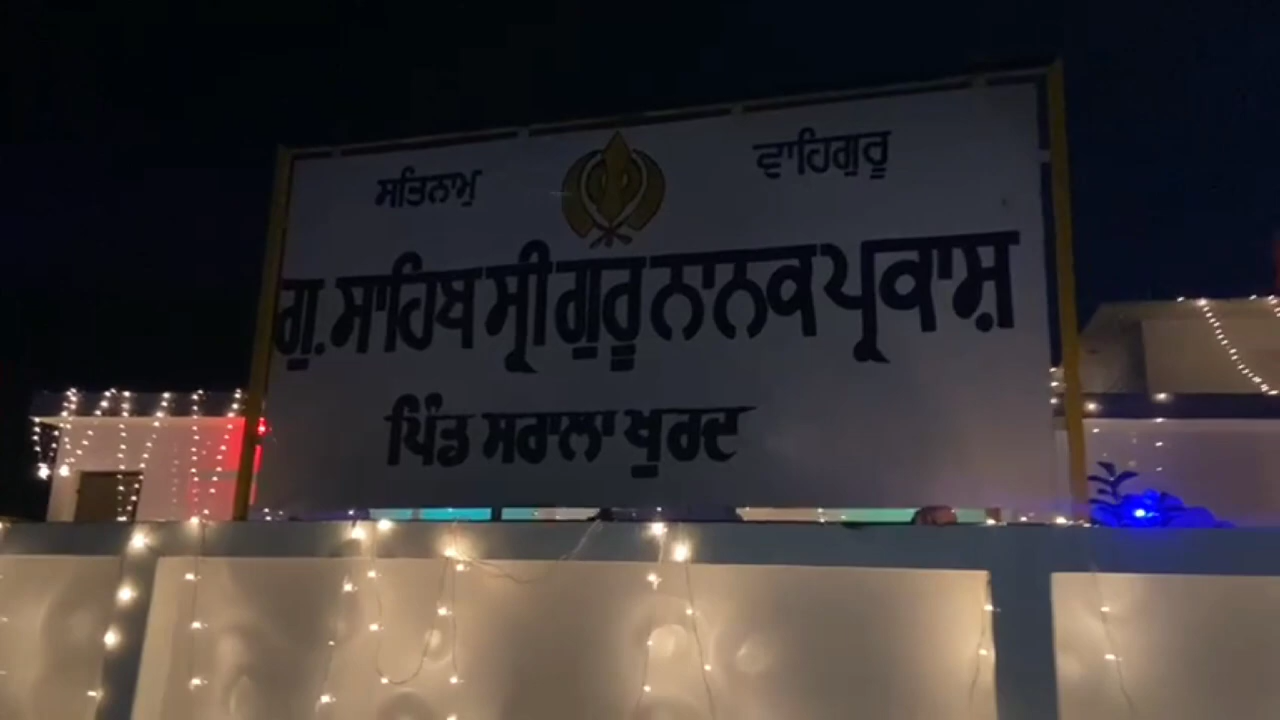 ਸਤਿਨਾਮੁ ਵਾਹਿਗੁਰੂ
ਗੁ. ਸਾਹਿਬ ਸ੍ਰੀ ਗੁਰੂ ਨਾਨਕ ਪ੍ਰਕਾਸ਼
ਪਿੰਡ ਸਰਾਲਾ ਖੁਰਦ